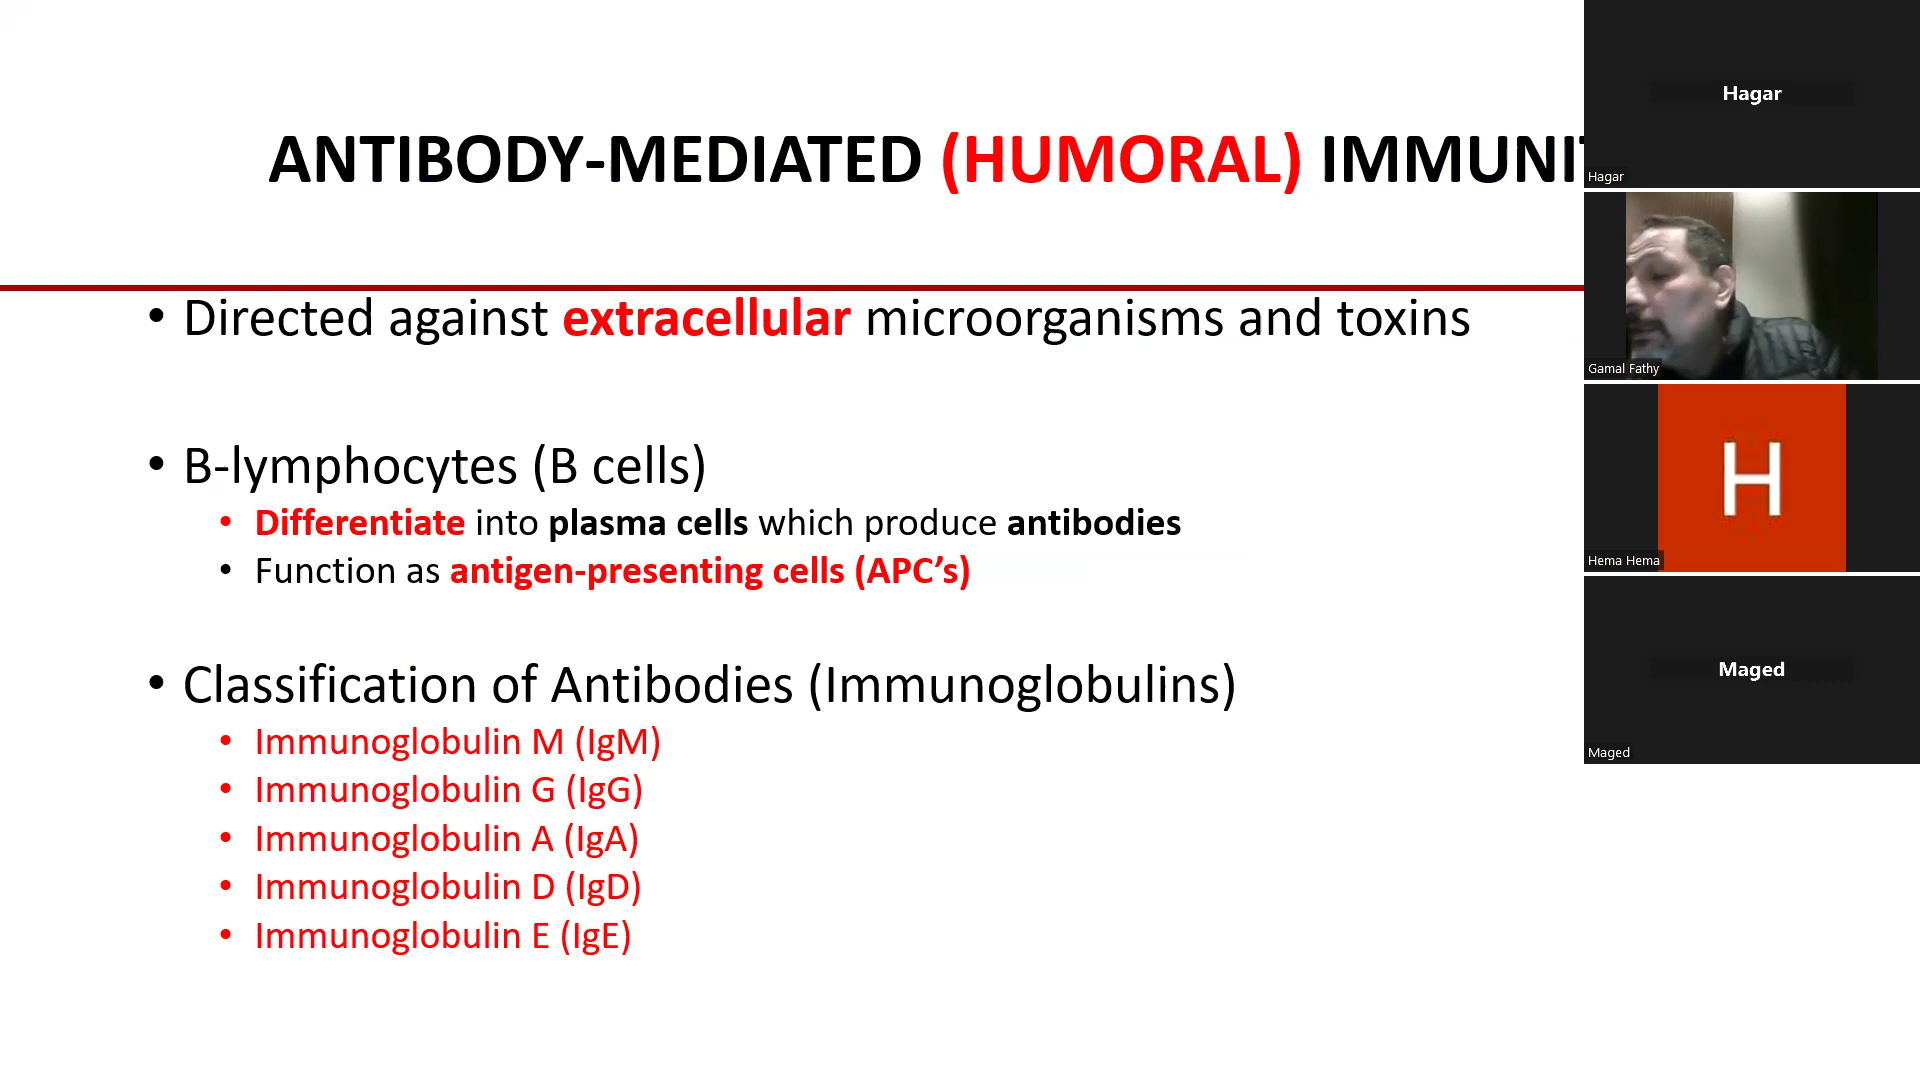 ANTIBODY-MEDIATED (HUMORAL) IMMUNI
• Directed against extracellular microorganisms and toxins
• B-lymphocytes (B cells)
• Differentiate into plasma cells which produce antibodies
• Function as antigen-presenting cells (APC’s)
• Classification of Antibodies (Immunoglobulins)
• Immunoglobulin M (IgM)
• Immunoglobulin G (IgG)
• Immunoglobulin A (IgA)
• Immunoglobulin D (IgD)
• Immunoglobulin E (IgE)
Hagar
Hagar
Gamal Fathy
H
Hema Hema
Maged
Maged